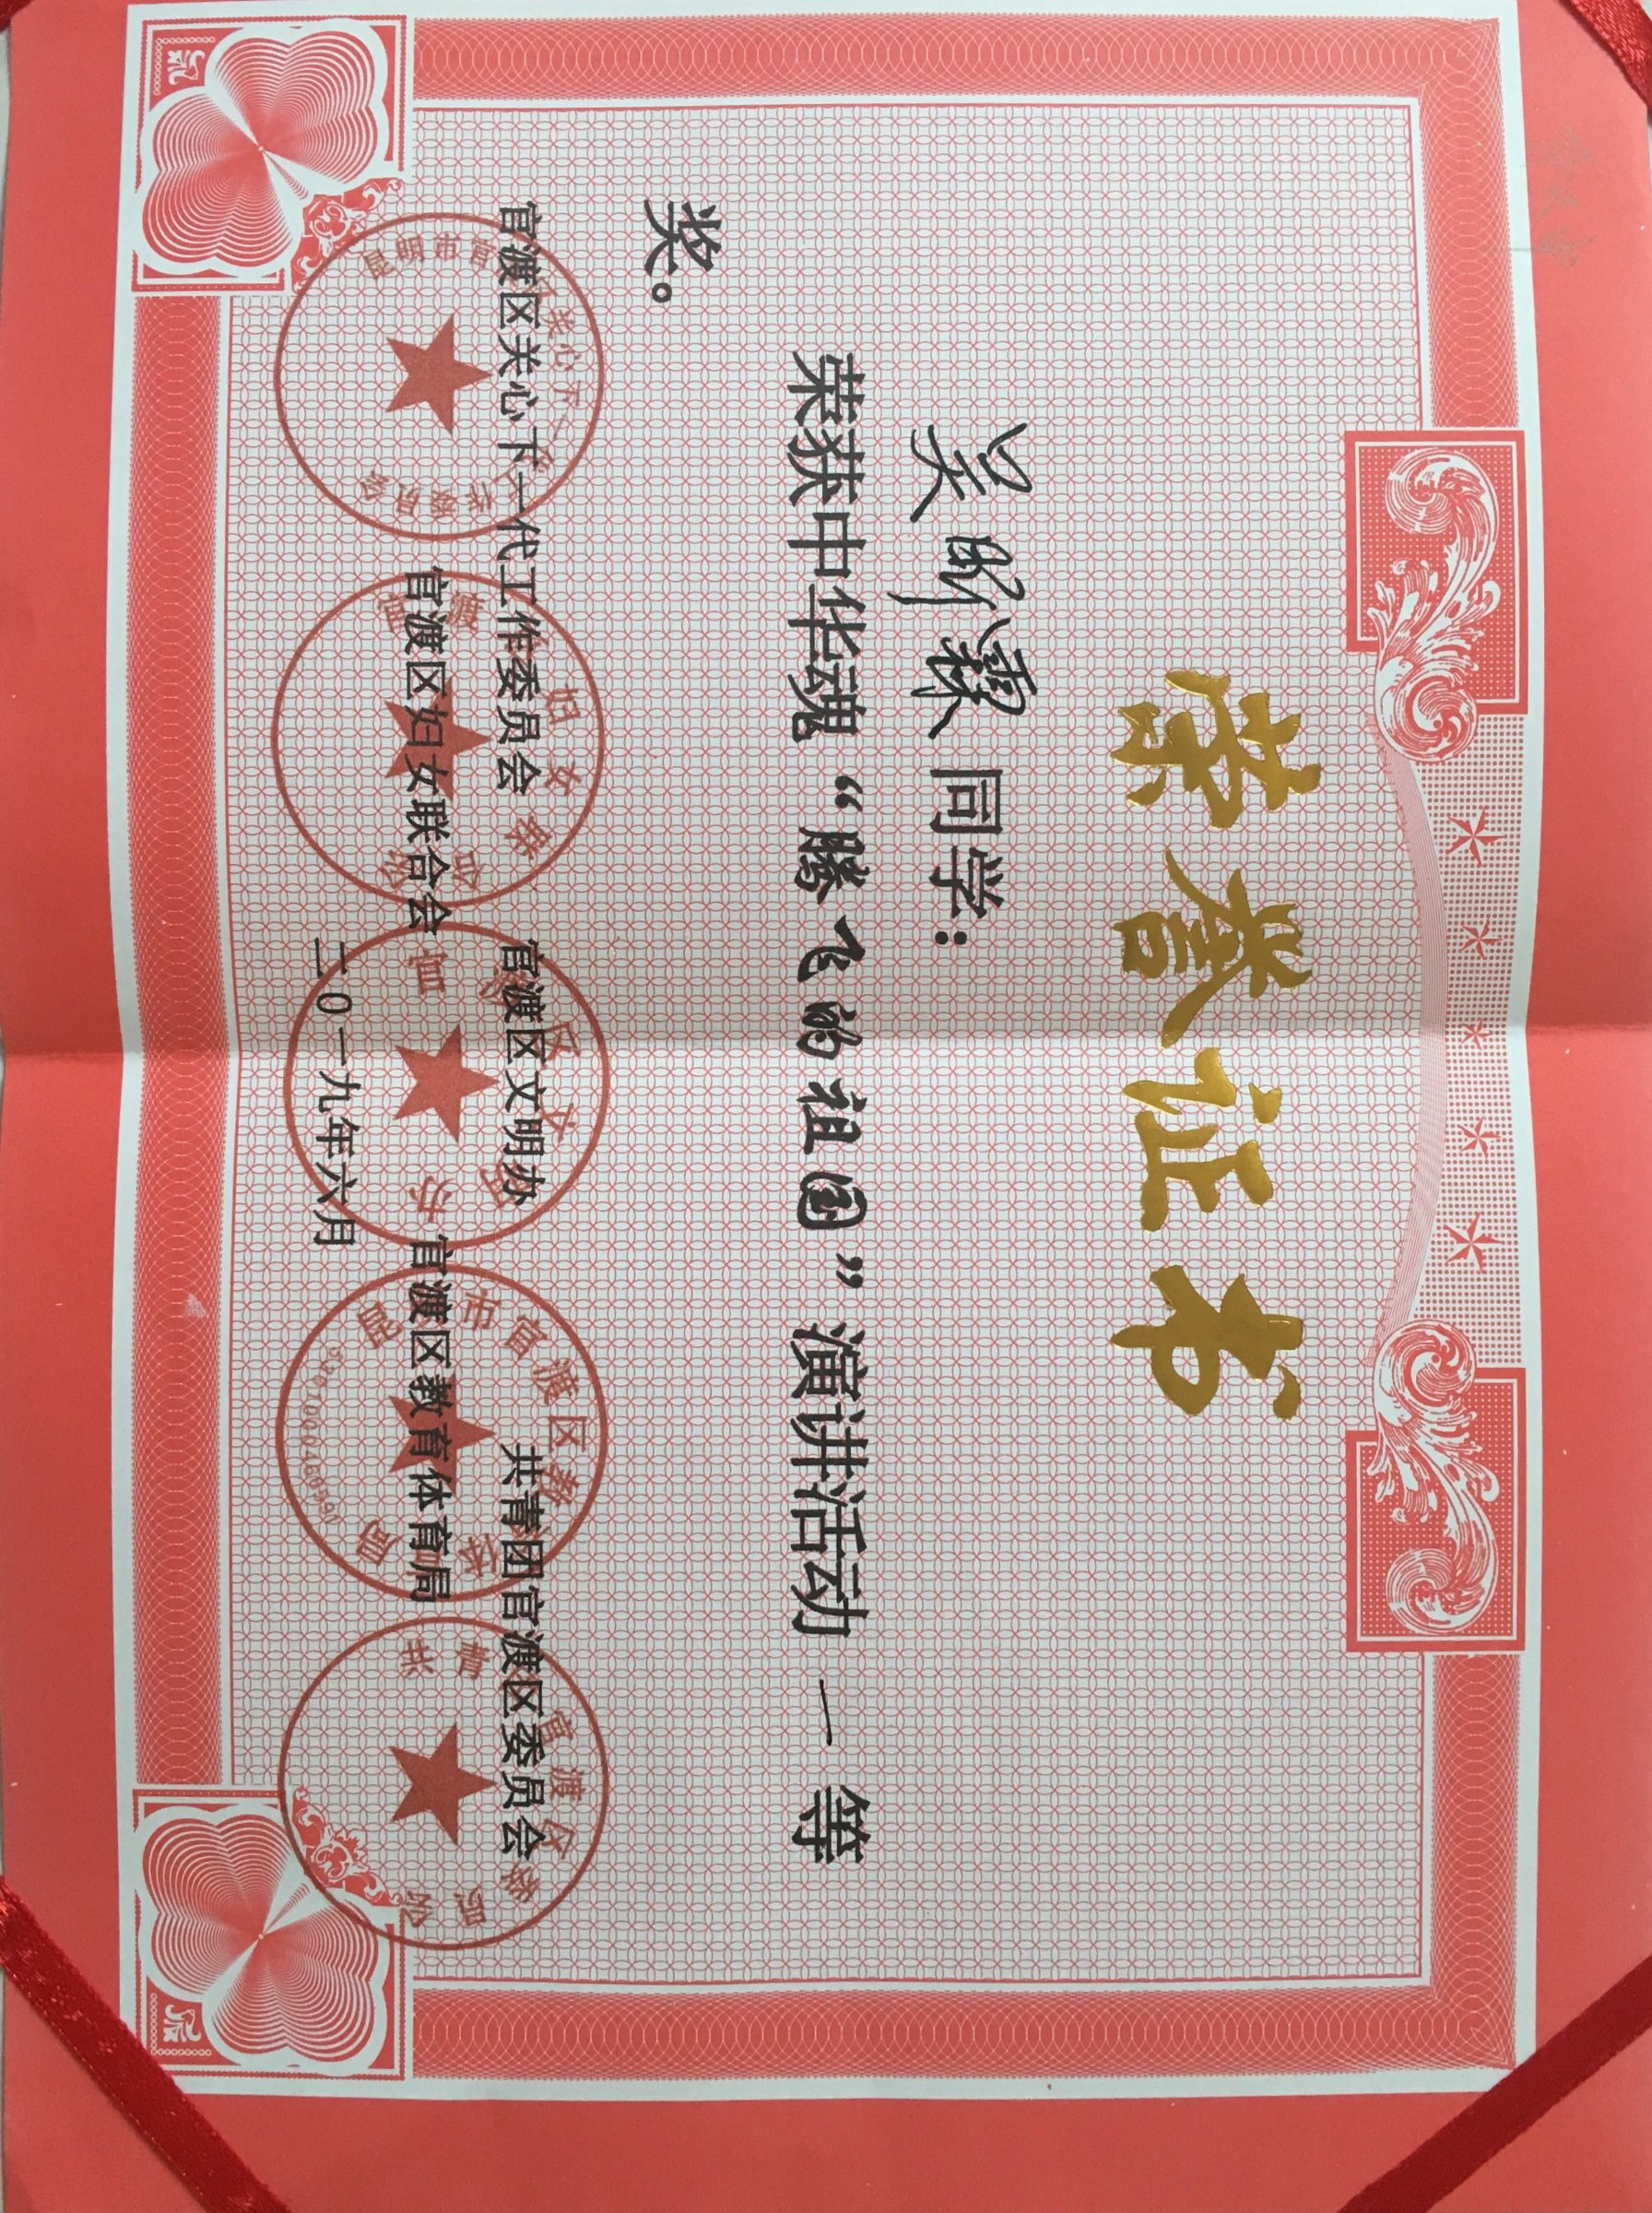 荣誉证书
吴昕霖同学：
荣获中华魂“腾飞的祖国”演讲活动一等
奖。
官渡区关心下一代工作委员会 官渡区文明办 共青团官渡区委员会
官渡区妇女联合会 官渡区教育体育局
二0一九年六月